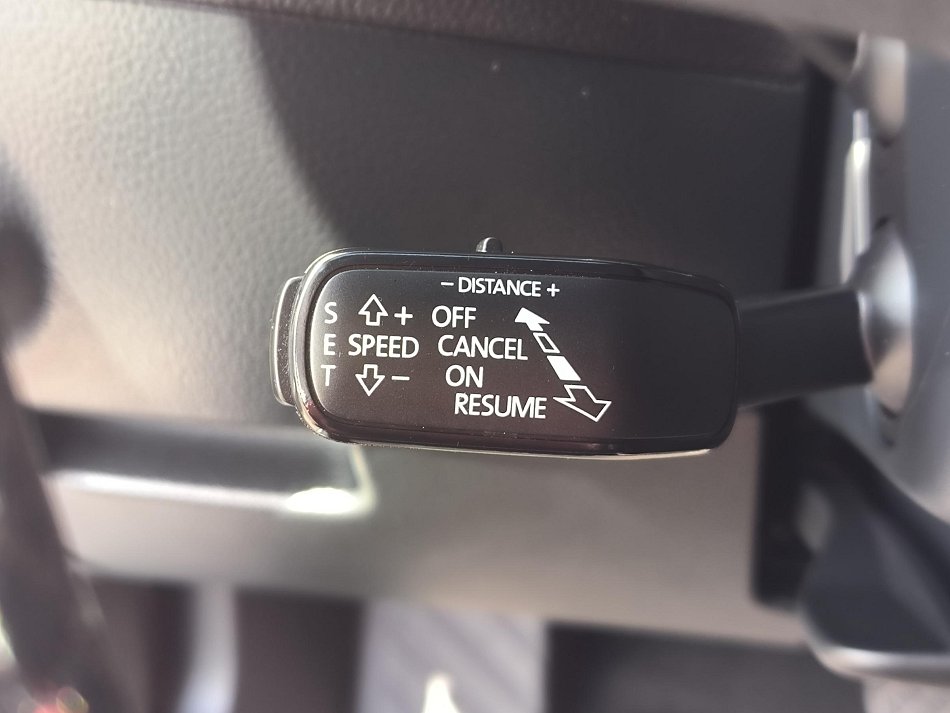 – DISTANCE +
S + OFF
E SPEED CANCEL
T – ON
RESUME